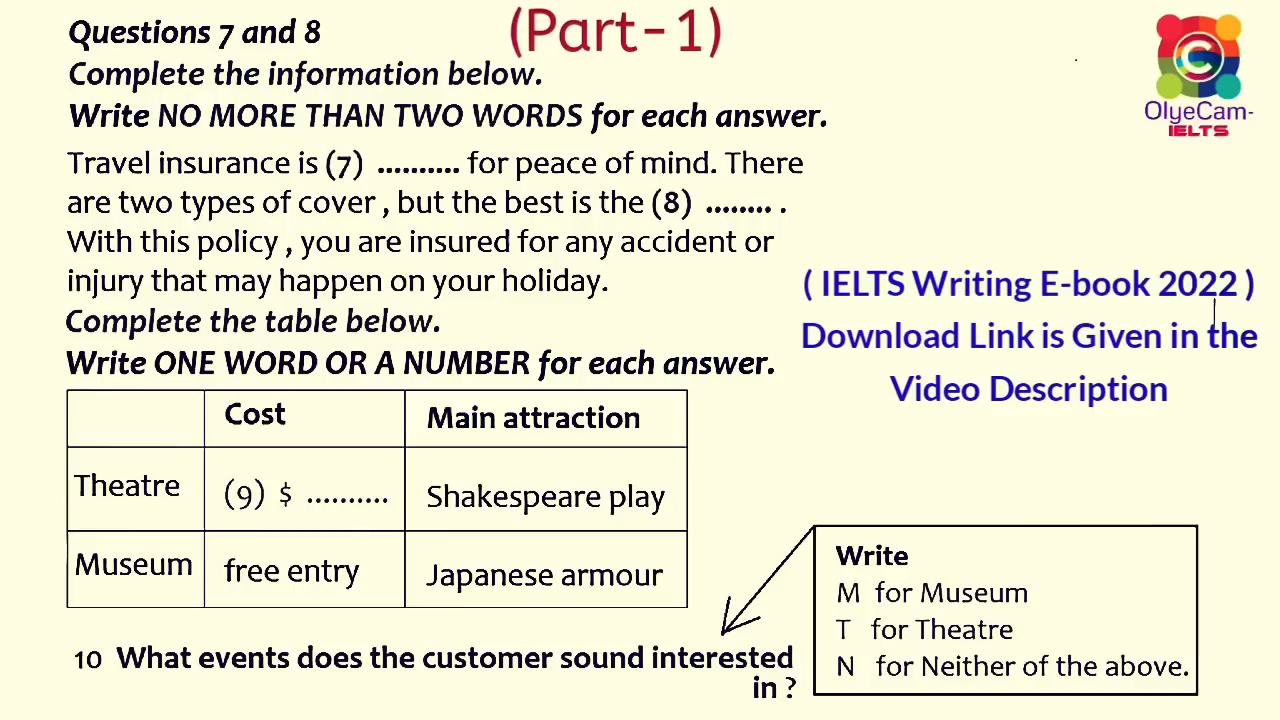 Questions 7 and 8
(Part-1)
Complete the information below.
Write NO MORE THAN TWO WORDS for each answer.
OlyeCam-
IELTS
Travel insurance is (7) .......... for peace of mind. There
are two types of cover , but the best is the (8) ........ .
With this policy , you are insured for any accident or
injury that may happen on your holiday.
( IELTS Writing E-book 2022 )
Download Link is Given in the
Video Description
Complete the table below.
Write ONE WORD OR A NUMBER for each answer.
Cost Main attraction
Theatre (9) $ .......... Shakespeare play
Museum free entry Japanese armour
10 What events does the customer sound interested
in ?
Write
M for Museum
T for Theatre
N for Neither of the above.